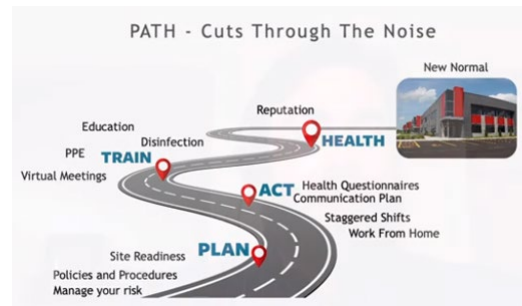 PATH - Cuts Through The Noise
New Normal
Reputation
HEALTH
Education
Disinfection
PPE
TRAIN
Virtual Meetings
ACT
Health Questionnaires
Communication Plan
Staggered Shifts
Work From Home
PLAN
Site Readiness
Policies and Procedures
Manage your risk